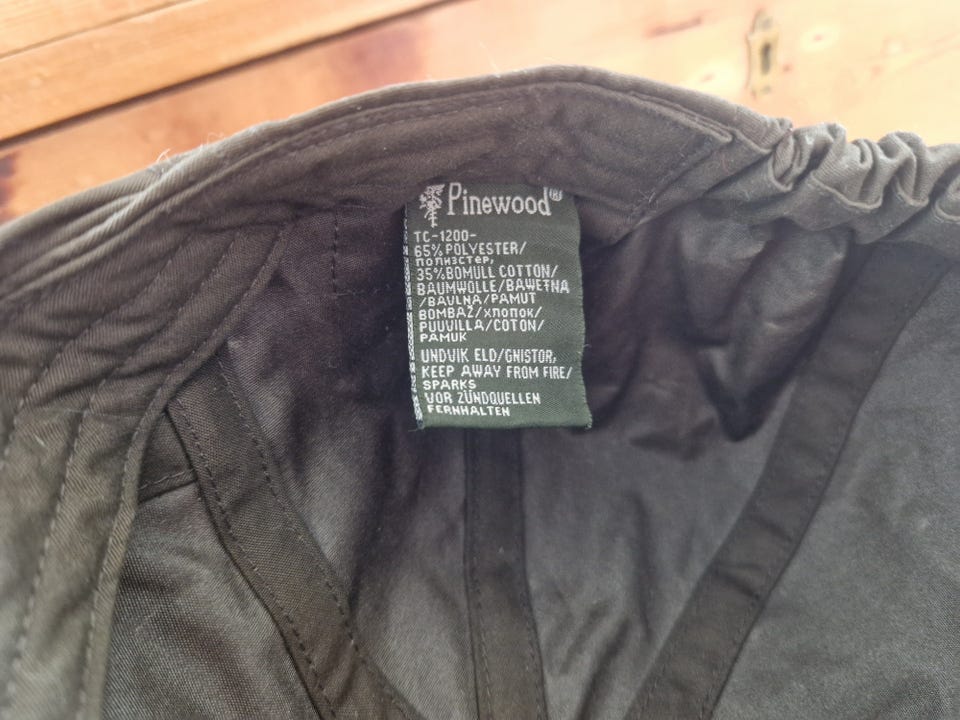 Pinewood®
TC-1200-
65% POLYESTER/
полиэстер,
35%BOMULL COTTON/
BAUMWOLLE/BAWEŁNA
/BAVLNA/PAMUT
BOMBAŽ/хлопок/
PUUVILLA/COTON/
PAMUK
UNDVIK ELD/GNISTOR,
KEEP AWAY FROM FIRE/
SPARKS
VOR ZÜNDQUELLEN
FERNHALTEN